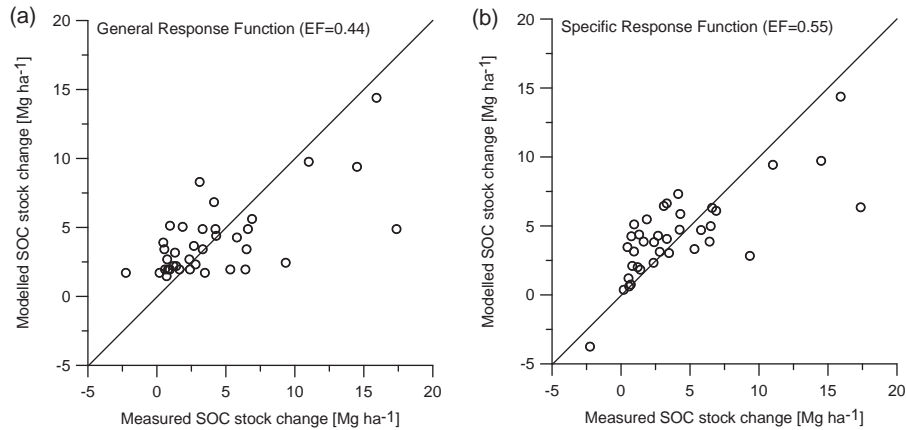 (a)
General Response Function (EF=0.44)
Modelled SOC stock change [Mg ha-1]
20
15
10
5
0
-5
-5 0 5 10 15 20
Measured SOC stock change [Mg ha-1]
(b)
Specific Response Function (EF=0.55)
Modelled SOC stock change [Mg ha-1]
20
15
10
5
0
-5
-5 0 5 10 15 20
Measured SOC stock change [Mg ha-1]